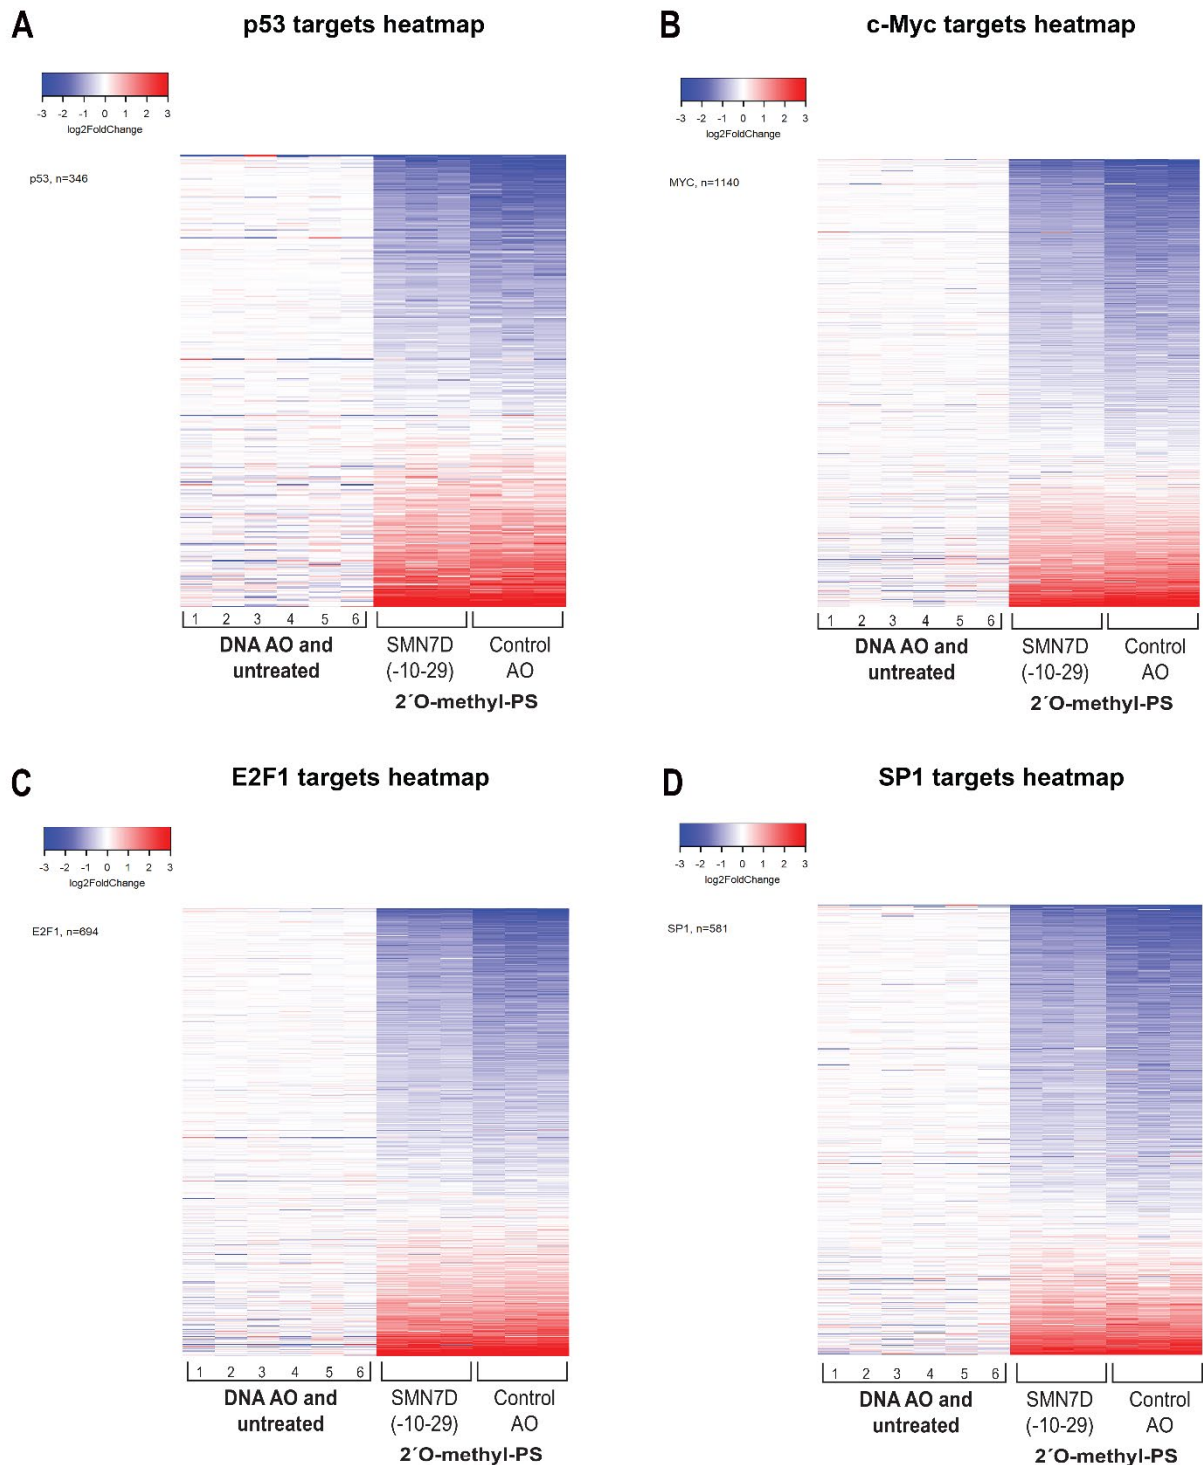 A
p53 targets heatmap
-3 -2 -1 0 1 2 3
log2FoldChange
p53, n=346
1 2 3 4 5 6
DNA AO and
untreated
SMN7D
(-10-29)
Control
AO
2´O-methyl-PS
B
c-Myc targets heatmap
-3 -2 -1 0 1 2 3
log2FoldChange
MYC, n=1140
1 2 3 4 5 6
DNA AO and
untreated
SMN7D
(-10-29)
Control
AO
2´O-methyl-PS
C
E2F1 targets heatmap
-3 -2 -1 0 1 2 3
log2FoldChange
E2F1, n=694
1 2 3 4 5 6
DNA AO and
untreated
SMN7D
(-10-29)
Control
AO
2´O-methyl-PS
D
SP1 targets heatmap
-3 -2 -1 0 1 2 3
log2FoldChange
SP1, n=581
1 2 3 4 5 6
DNA AO and
untreated
SMN7D
(-10-29)
Control
AO
2´O-methyl-PS